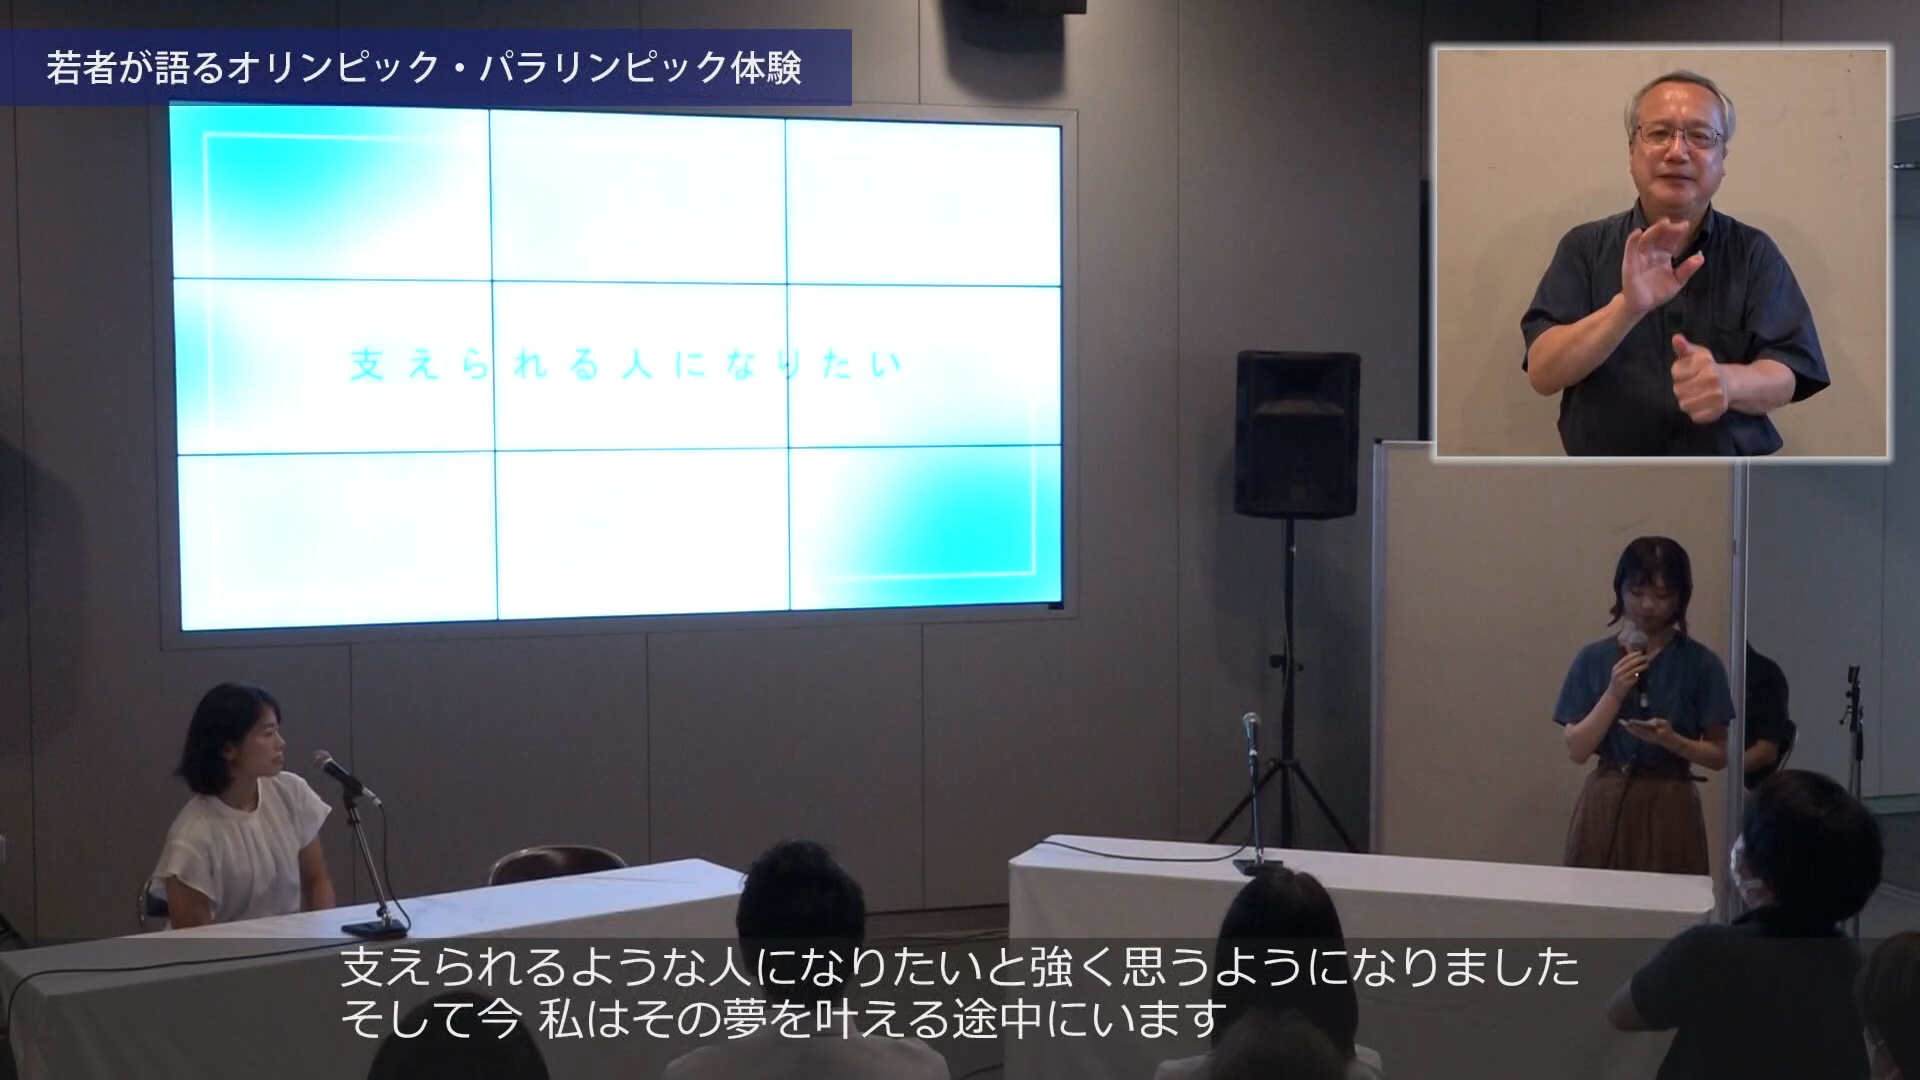 若者が語るオリンピック・パラリンピック体験
支えられる人になりたい
支えられるような人になりたいと強く思うようになりました
そして今 私はその夢を叶える途中にいます